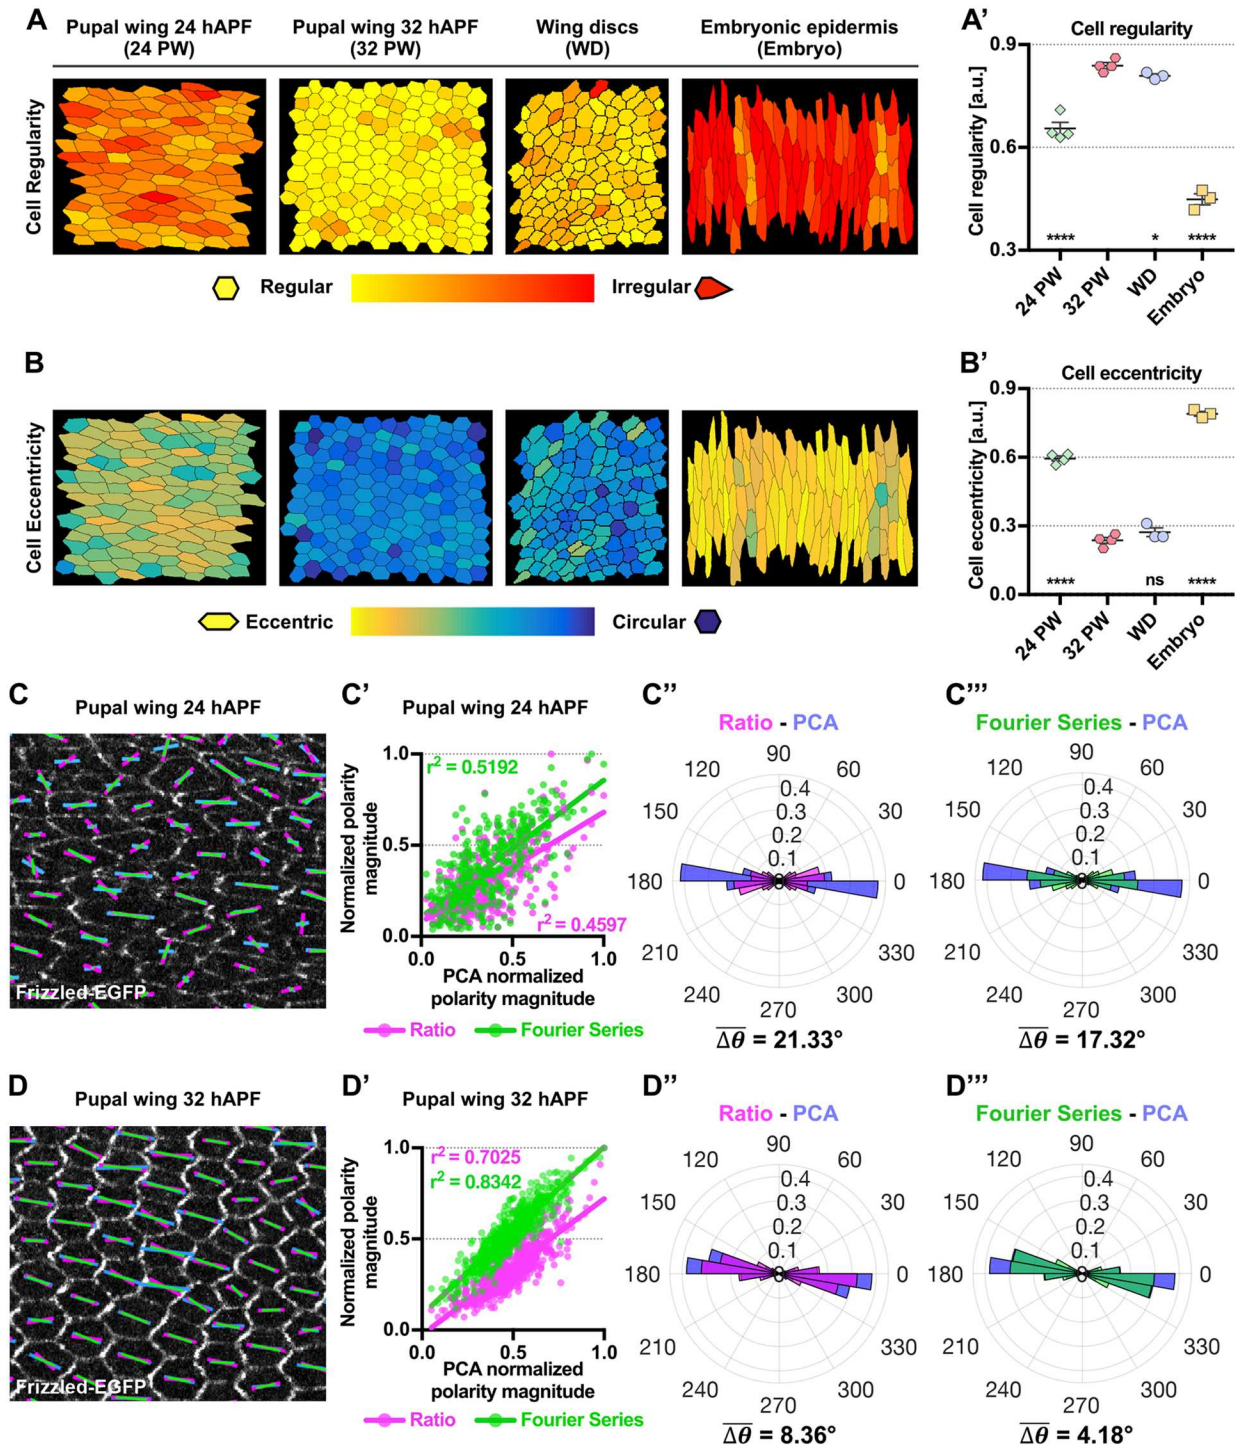 A
Pupal wing 24 hAPF
(24 PW)
Pupal wing 32 hAPF
(32 PW)
Wing discs
(WD)
Embryonic epidermis
(Embryo)
Cell Regularity
Regular
Irregular
A'
Cell regularity
Cell regularity [a.u.]
0.9
0.6
0.3
****
*
****
24 PW
32 PW
WD
Embryo
B
Cell Eccentricity
Eccentric
Circular
B'
Cell eccentricity
Cell eccentricity [a.u.]
0.9
0.6
0.3
0.0
****
ns
****
24 PW
32 PW
WD
Embryo
C
Pupal wing 24 hAPF
Frizzled-EGFP
C'
Pupal wing 24 hAPF
Normalized polarity
magnitude
1.0
0.5
0.0
r² = 0.5192
r² = 0.4597
0.0
0.5
1.0
PCA normalized
polarity magnitude
Ratio
Fourier Series
C''
Ratio - PCA
90
120
60
150
30
180
0
210
330
240
300
270
0.4
0.3
0.2
0.1
0
Δθ = 21.33°
C'''
Fourier Series - PCA
90
120
60
150
30
180
0
210
330
240
300
270
0.4
0.3
0.2
0.1
0
Δθ = 17.32°
D
Pupal wing 32 hAPF
Frizzled-EGFP
D'
Pupal wing 32 hAPF
Normalized polarity
magnitude
1.0
0.5
0.0
r² = 0.7025
r² = 0.8342
0.0
0.5
1.0
PCA normalized
polarity magnitude
Ratio
Fourier Series
D''
Ratio - PCA
90
120
60
150
30
180
0
210
330
240
300
270
0.4
0.3
0.2
0.1
0
Δθ = 8.36°
D'''
Fourier Series - PCA
90
120
60
150
30
180
0
210
330
240
300
270
0.4
0.3
0.2
0.1
0
Δθ = 4.18°